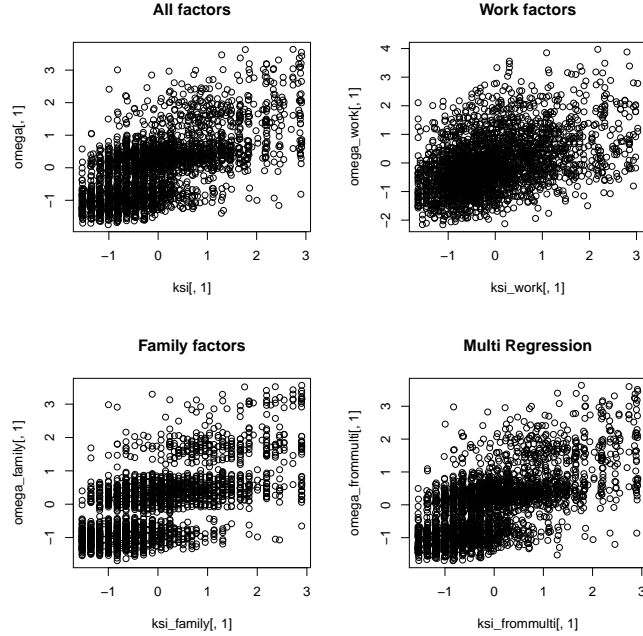 All factors
3
2
1
0
−1
omega[, 1]
−1 0 1 2 3
ksi[, 1]
Work factors
4
3
2
1
0
−1
−2
omega_work[, 1]
−1 0 1 2 3
ksi_work[, 1]
Family factors
3
2
1
0
−1
omega_family[, 1]
−1 0 1 2 3
ksi_family[, 1]
Multi Regression
3
2
1
0
−1
omega_frommulti[, 1]
−1 0 1 2 3
ksi_frommulti[, 1]